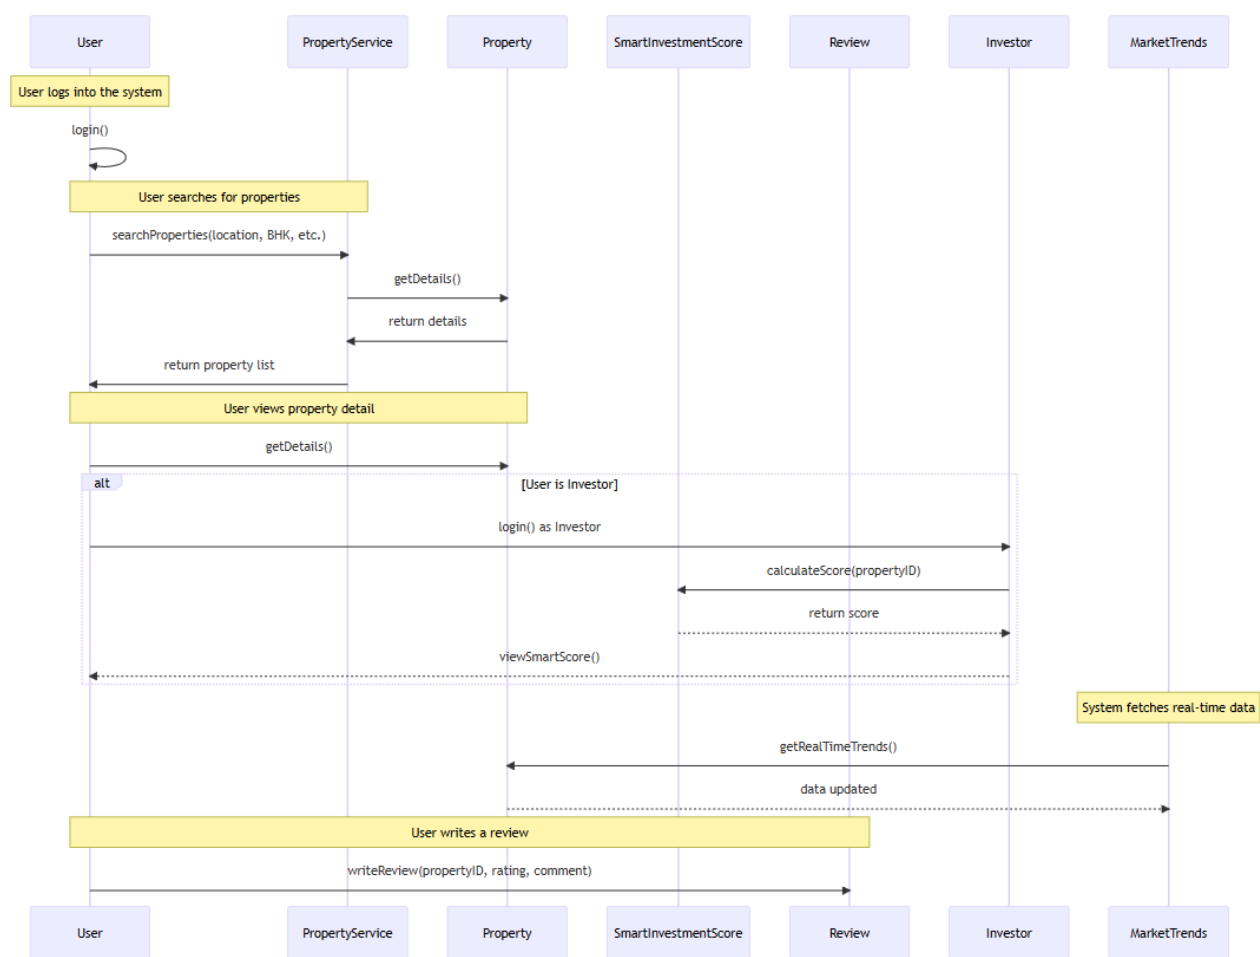 User PropertyService Property SmartInvestmentScore Review Investor MarketTrends
User logs into the system
login()
User searches for properties
searchProperties(location, BHK, etc.)
getDetails()
return details
return property list
User views property detail
getDetails()
alt [User is Investor]
login() as Investor
calculateScore(propertyID)
return score
viewSmartScore()
System fetches real-time data
getRealTimeTrends()
data updated
User writes a review
writeReview(propertyID, rating, comment)
User PropertyService Property SmartInvestmentScore Review Investor MarketTrends